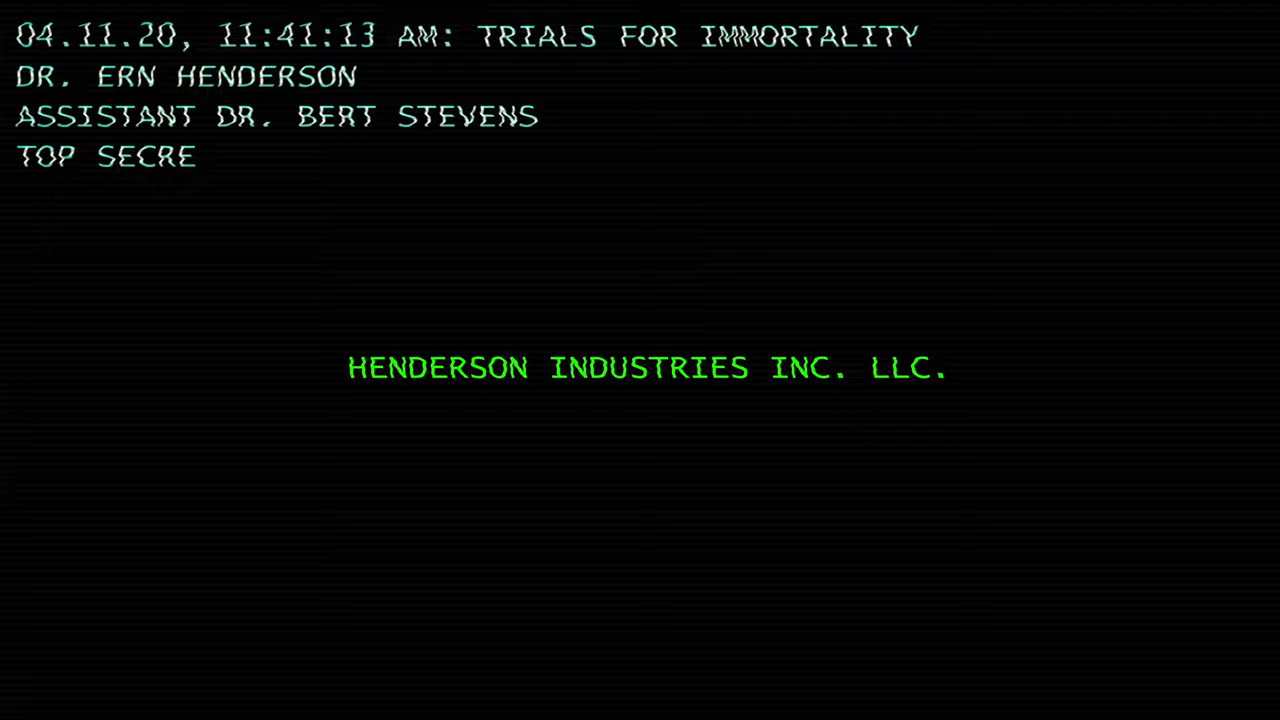 04.11.20, 11:41:13 AM: TRIALS FOR IMMORTALITY
DR. ERN HENDERSON
ASSISTANT DR. BERT STEVENS
TOP SECRE
HENDERSON INDUSTRIES INC. LLC.